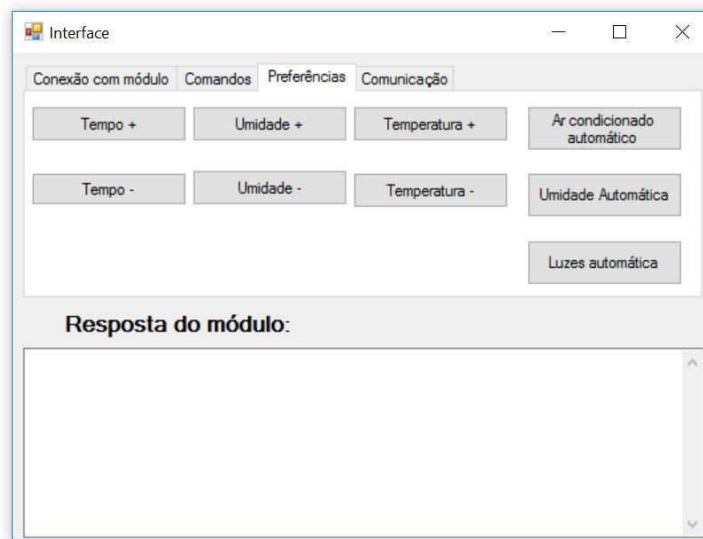 Interface
Conexão com módulo Comandos Preferências Comunicação
Tempo + Umidade + Temperatura + Ar condicionado
automático
Tempo - Umidade - Temperatura - Umidade Automática
Luzes automática
Resposta do módulo: